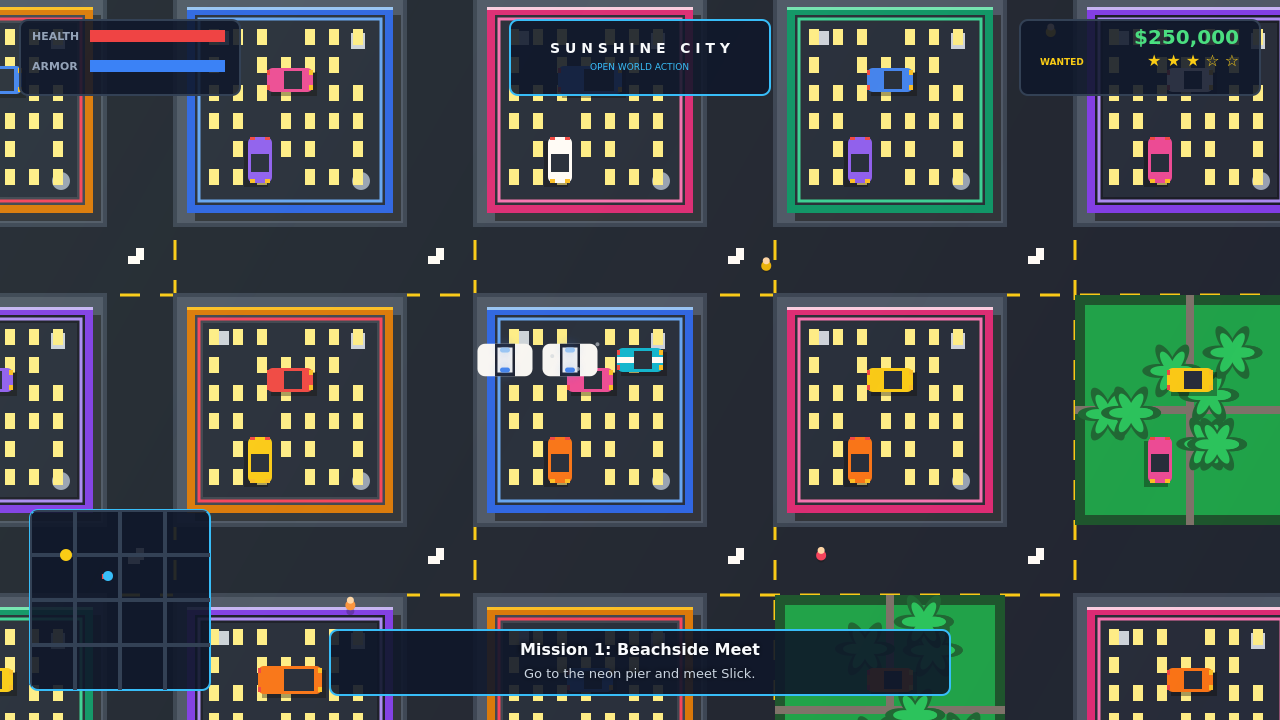 HEALTH
ARMOR
SUNSHINE CITY
OPEN WORLD ACTION
$250,000
WANTED ★★★☆☆
Mission 1: Beachside Meet
Go to the neon pier and meet Slick.